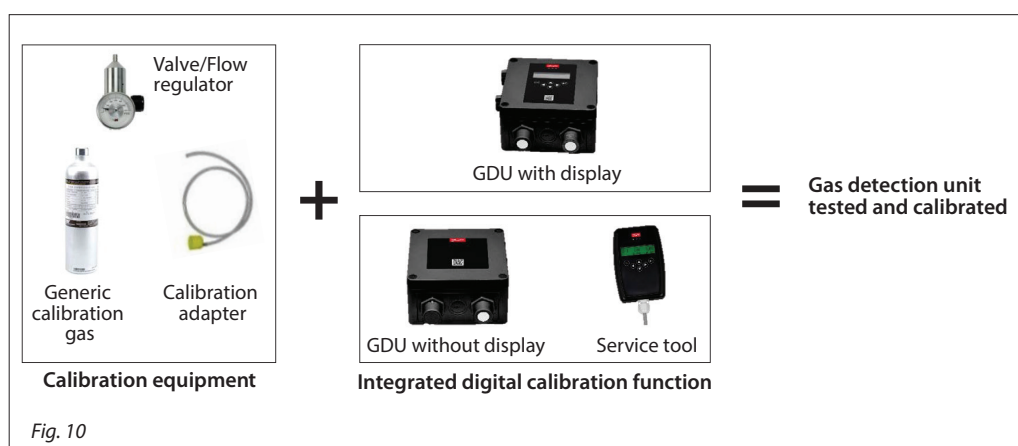 Valve/Flow
regulator
Generic
calibration
gas
Calibration
adapter
Calibration equipment
+
GDU with display
GDU without display
Service tool
Integrated digital calibration function
=
Gas detection unit
tested and calibrated
Fig. 10